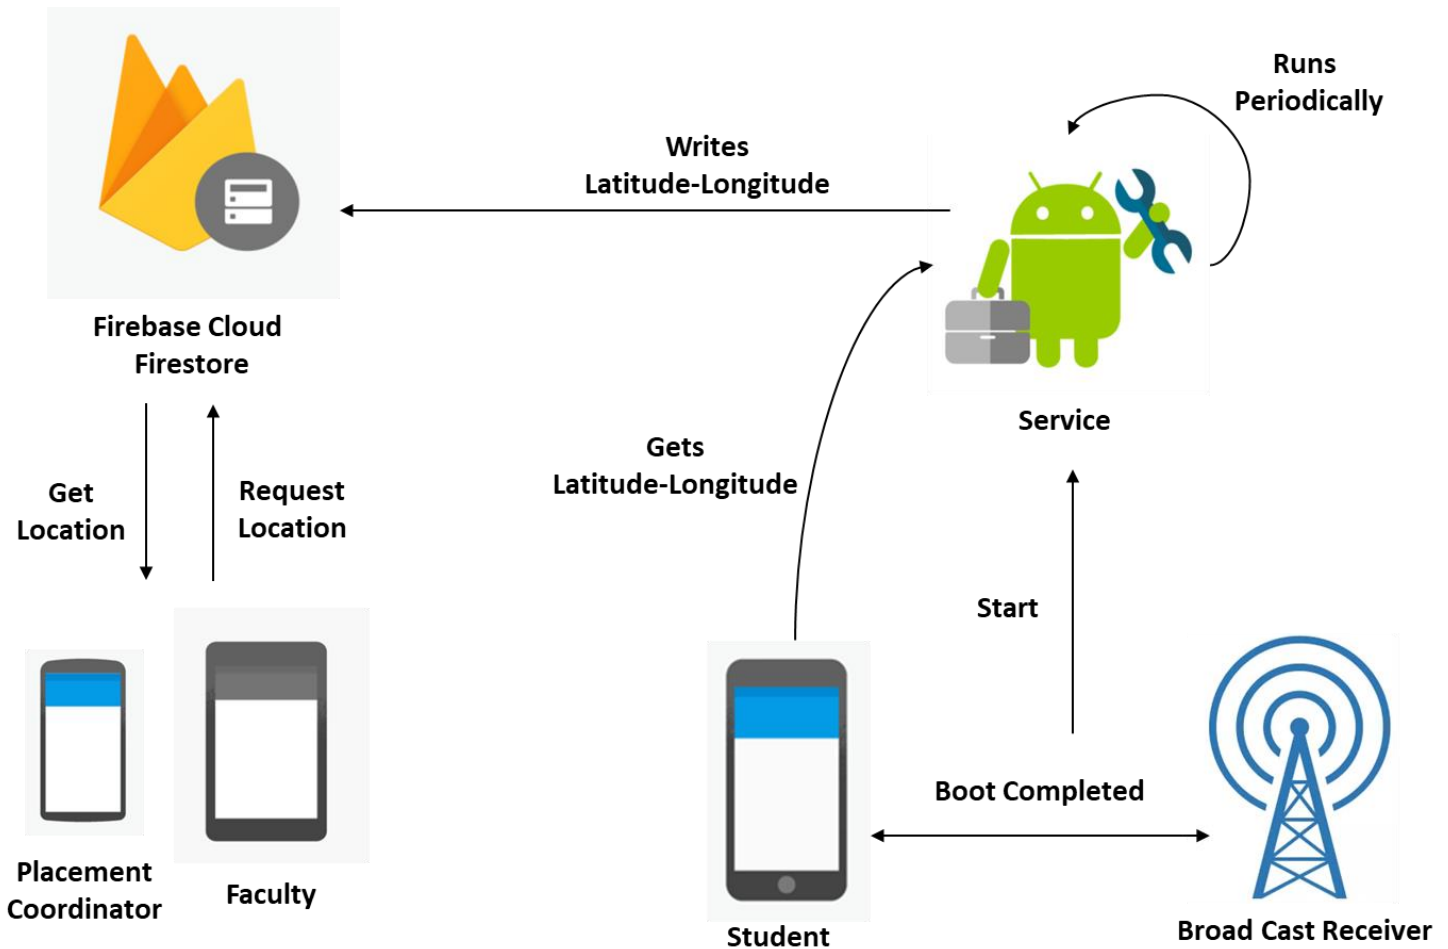 Runs
Periodically
Writes
Latitude-Longitude
Firebase Cloud
Firestore
Service
Gets
Latitude-Longitude
Get
Location
Request
Location
Start
Boot Completed
Placement
Coordinator
Faculty
Student
Broad Cast Receiver